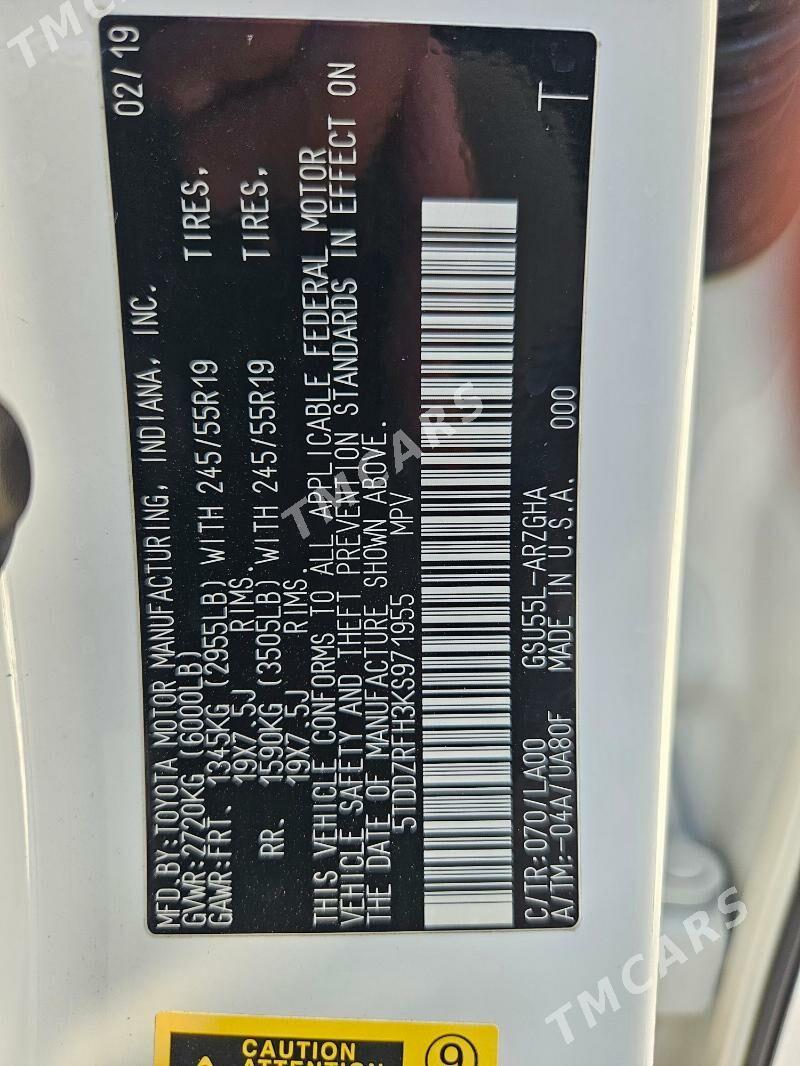 MFD.BY:TOYOTA MOTOR MANUFACTURING, INDIANA, INC. 02/19
GVWR:2720KG (6000LB)
GAWR:FRT. 1345KG (2955LB) WITH 245/55R19 TIRES,
19X7.5J RIMS.
RR. 1590KG (3505LB) WITH 245/55R19 TIRES,
19X7.5J RIMS.
THIS VEHICLE CONFORMS TO ALL APPLICABLE FEDERAL MOTOR
VEHICLE SAFETY AND THEFT PREVENTION STANDARDS IN EFFECT ON
THE DATE OF MANUFACTURE SHOWN ABOVE.
5TDDZRFH3KS971955 MPV
C/TR:070/LA00 GSU55L-ARZGHA T
A/TM:-04A/UA80F MADE IN U.S.A. 000
CAUTION
ATTENTION
9
TMCARS
TMCARS
TMCARS